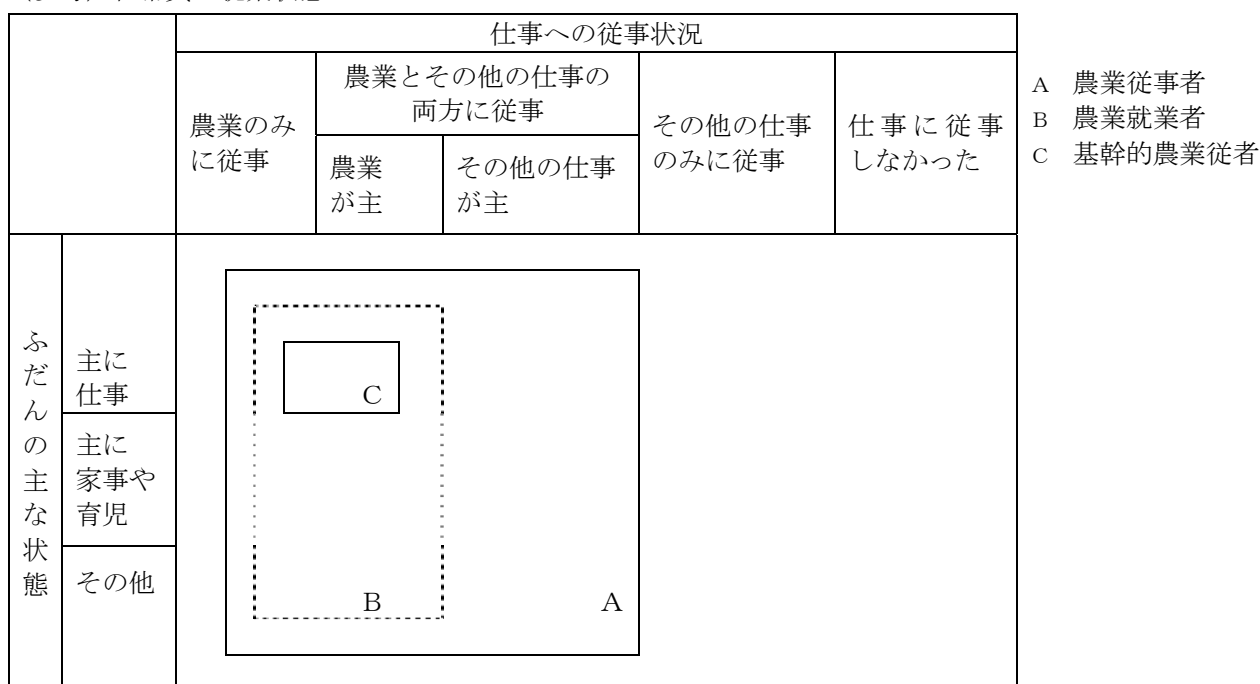 仕事への従事状況
農業のみ
に従事
農業とその他の仕事の
両方に従事
農業
が主
その他の仕事
が主
その他の仕事
のみに従事
仕事に従事
しなかった
A 農業従事者
B 農業就業者
C 基幹的農業従者
ふだんの主な状態
主に
仕事
主に
家事や
育児
その他
C
B
A